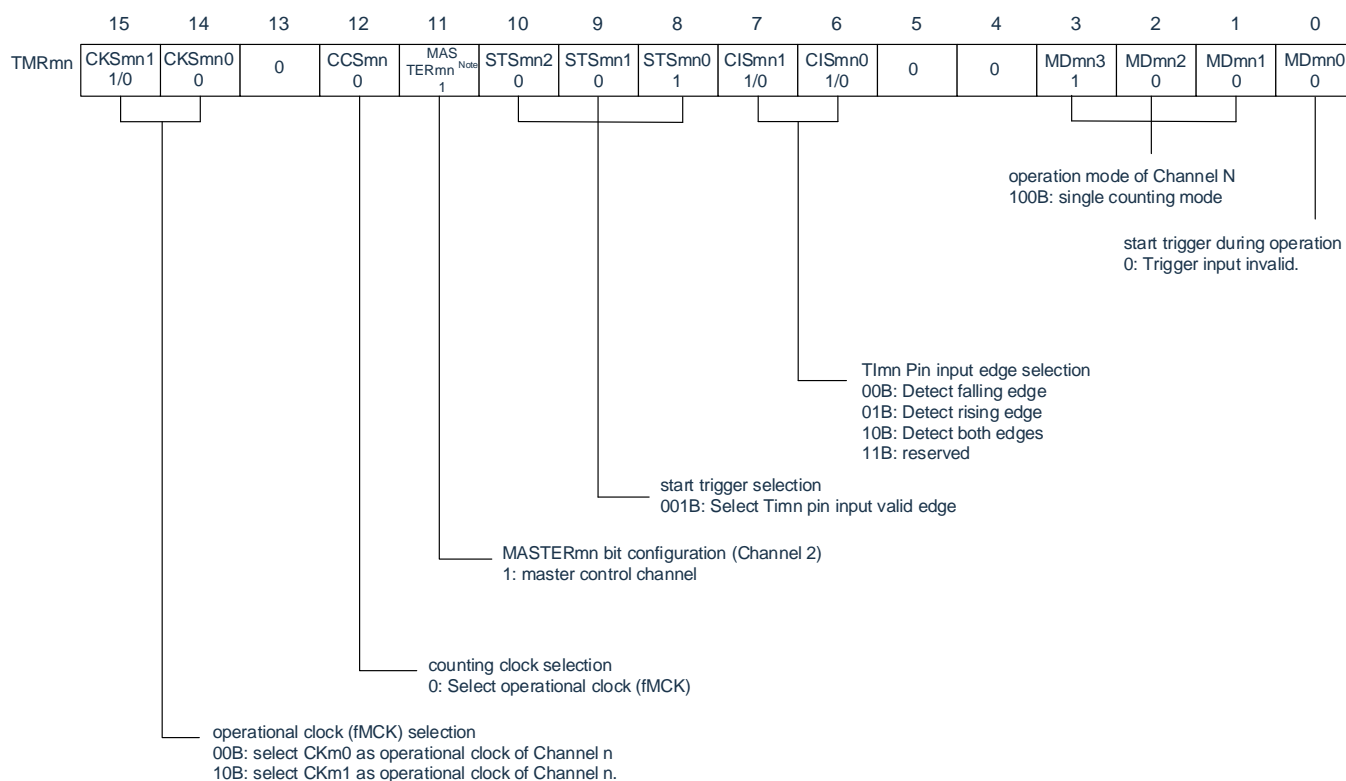 15 14 13 12 11 10 9 8 7 6 5 4 3 2 1 0
TMRmn CKSmn1 CKSmn0 0 CCSmn MAS TERmn Note STSmn2 STSmn1 STSmn0 CISmn1 CISmn0 0 0 MDmn3 MDmn2 MDmn1 MDmn0
1/0 0 0 1 0 0 1 1/0 1/0 1 0 0 0
operation mode of Channel N
100B: single counting mode
start trigger during operation
0: Trigger input invalid.
TImn Pin input edge selection
00B: Detect falling edge
01B: Detect rising edge
10B: Detect both edges
11B: reserved
start trigger selection
001B: Select Timn pin input valid edge
MASTERmn bit configuration (Channel 2)
1: master control channel
counting clock selection
0: Select operational clock (fMCK)
operational clock (fMCK) selection
00B: select CKm0 as operational clock of Channel n
10B: select CKm1 as operational clock of Channel n.